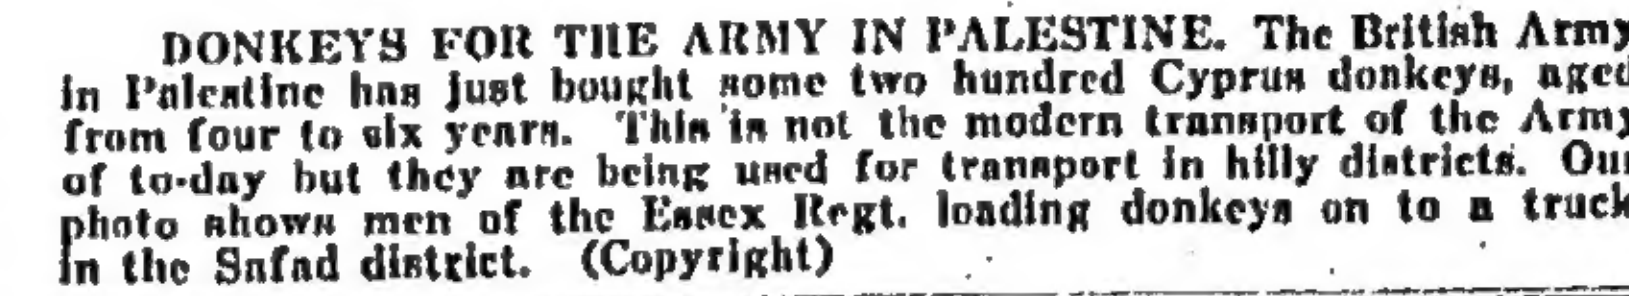 DONKEYS FOR THE ARMY IN PALESTINE. The British Army
in Palestine has just bought some two hundred Cyprus donkeys, aged
from four to six years. This is not the modern transport of the Army
of to-day but they are being used for transport in hilly districts. Our
photo shows men of the Essex Regt. loading donkeys on to a truck
in the Safad district. (Copyright)